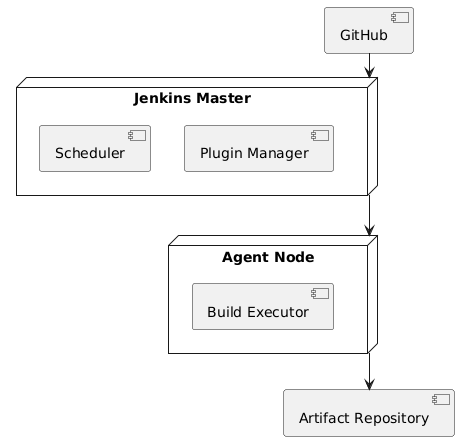 GitHub
Jenkins Master
Scheduler
Plugin Manager
Agent Node
Build Executor
Artifact Repository